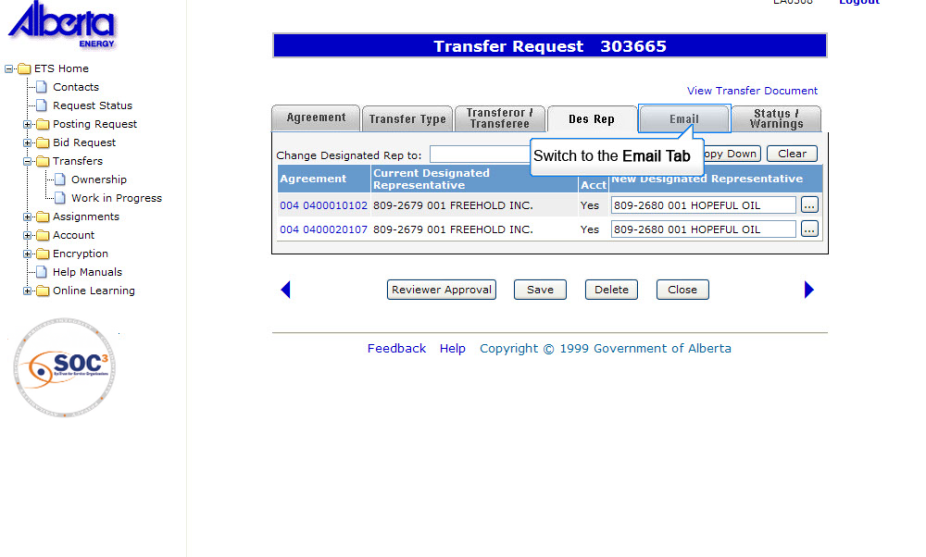 LA0508 Logout
Alberta
ENERGY
Transfer Request 303665
ETS Home
Contacts
Request Status
Posting Request
Bid Request
Transfers
Ownership
Work in Progress
Assignments
Account
Encryption
Help Manuals
Online Learning
View Transfer Document
Agreement
Transfer Type
Transferor /
Transferee
Des Rep
Email
Status /
Warnings
Change Designated Rep to:
Switch to the Email Tab
opy Down
Clear
Agreement
Current Designated
Representative
Acct
New Designated Representative
004 0400010102 809-2679 001 FREEHOLD INC. Yes 809-2680 001 HOPEFUL OIL ...
004 0400020107 809-2679 001 FREEHOLD INC. Yes 809-2680 001 HOPEFUL OIL ...
Reviewer Approval Save Delete Close
Feedback Help Copyright © 1999 Government of Alberta
SOC3